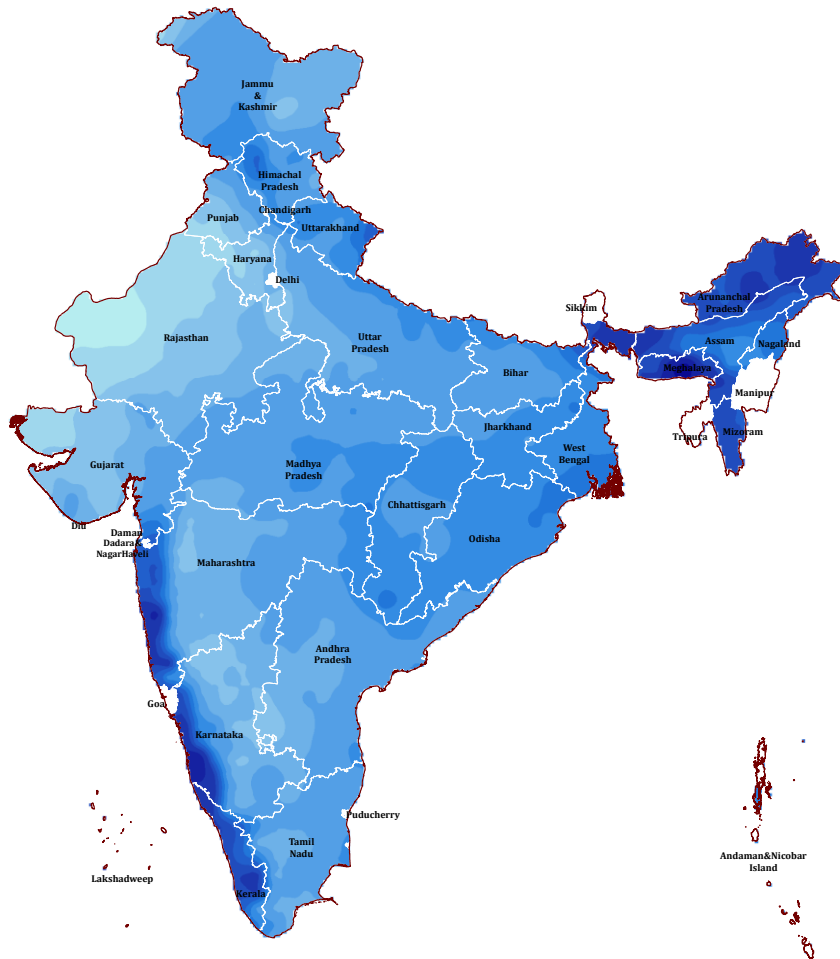 Jammu
&
Kashmir
Himachal
Pradesh
Chandigarh
Punjab
Uttarakhand
Haryana
Delhi
Arunanchal
Pradesh
Sikkim
Rajasthan
Uttar
Pradesh
Assam
Nagaland
Bihar
Meghalaya
Manipur
Jharkhand
Tripura
Mizoram
West
Bengal
Gujarat
Madhya
Pradesh
Chhattisgarh
Diu
Daman
Dadara&
NagarHaveli
Odisha
Maharashtra
Andhra
Pradesh
Goa
Karnataka
Puducherry
Tamil
Nadu
Andaman&Nicobar
Island
Lakshadweep
Kerala